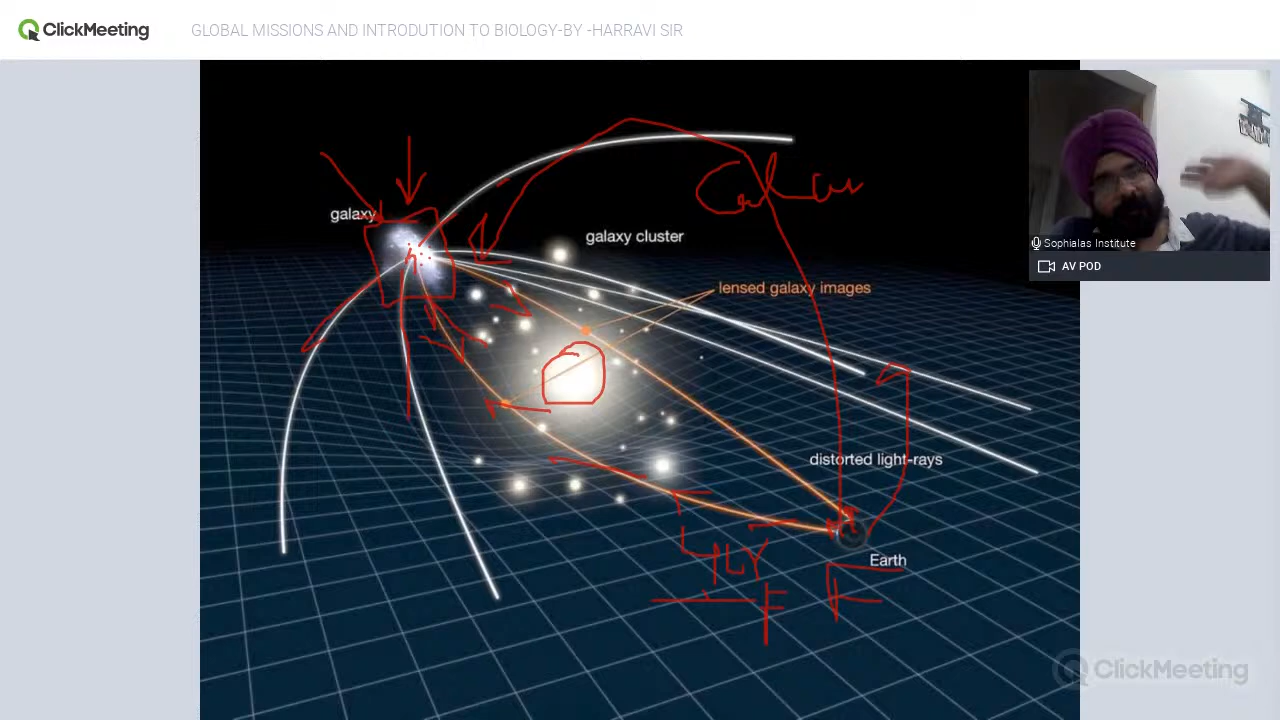 ClickMeeting
GLOBAL MISSIONS AND INTRODUTION TO BIOLOGY-BY -HARRAVI SIR
Sophialas Institute
AV POD
galaxy
galaxy cluster
lensed galaxy images
distorted light-rays
4LY
Earth
ClickMeeting